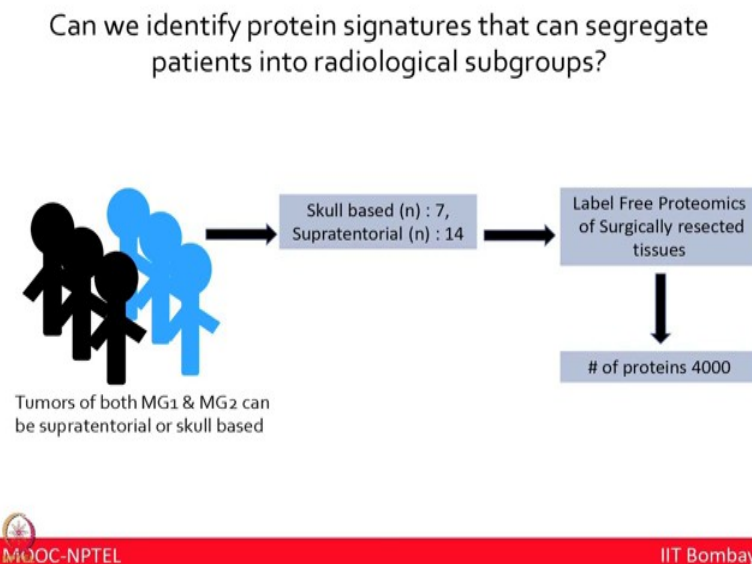 Can we identify protein signatures that can segregate
patients into radiological subgroups?
Skull based (n) : 7,
Supratentorial (n) : 14
Label Free Proteomics
of Surgically resected
tissues
# of proteins 4000
Tumors of both MG1 & MG2 can
be supratentorial or skull based
MOOC-NPTEL
IIT Bombay